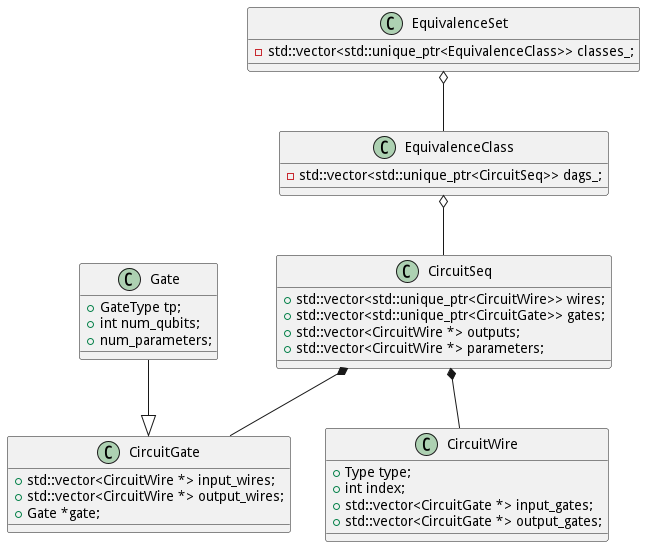 C EquivalenceSet
std::vector<std::unique_ptr<EquivalenceClass>> classes_;
C EquivalenceClass
std::vector<std::unique_ptr<CircuitSeq>> dags_;
C Gate
GateType tp;
int num_qubits;
num_parameters;
C CircuitSeq
std::vector<std::unique_ptr<CircuitWire>> wires;
std::vector<std::unique_ptr<CircuitGate>> gates;
std::vector<CircuitWire *> outputs;
std::vector<CircuitWire *> parameters;
C CircuitGate
std::vector<CircuitWire *> input_wires;
std::vector<CircuitWire *> output_wires;
Gate *gate;
C CircuitWire
Type type;
int index;
std::vector<CircuitGate *> input_gates;
std::vector<CircuitGate *> output_gates;